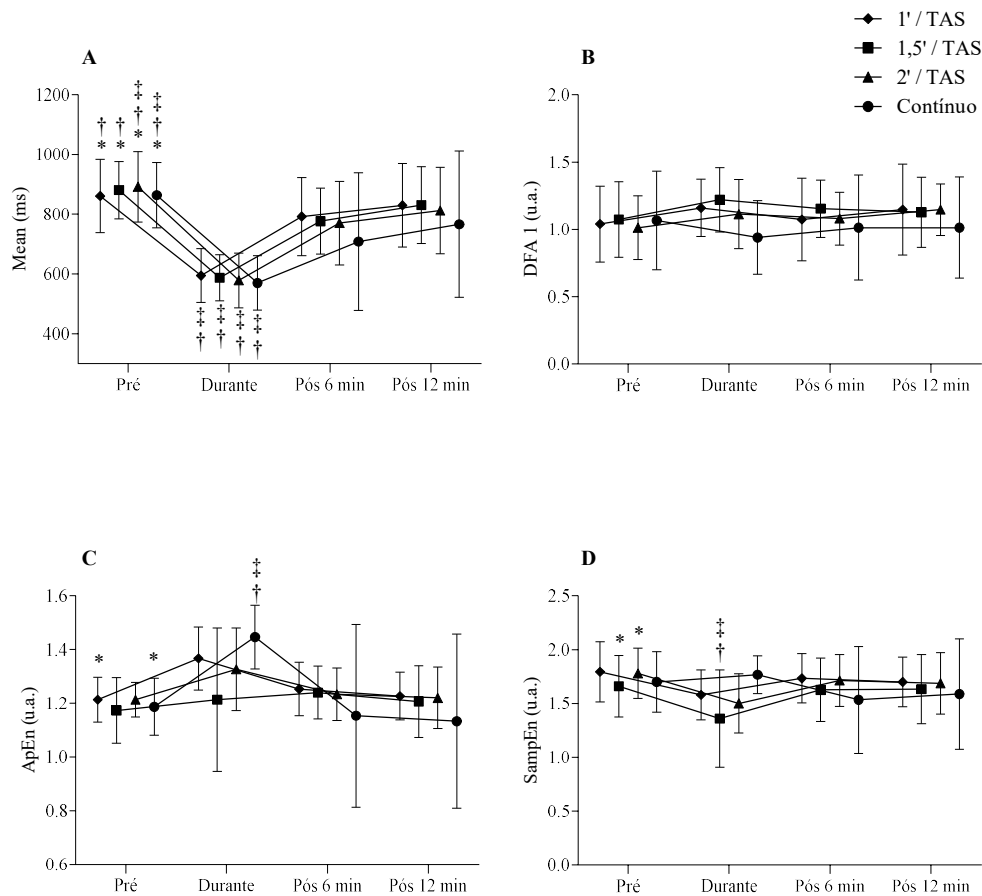 1' / TAS
1,5' / TAS
2' / TAS
Contínuo
A
Mean (ms)
1200
1000
800
600
400
† † ‡ ‡
* * ‡ ‡
† †
* *
‡ ‡ ‡ ‡
‡ ‡ ‡ ‡
† † † †
Pré Durante Pós 6 min Pós 12 min
B
DFA 1 (u.a.)
2.0
1.5
1.0
0.5
0.0
Pré Durante Pós 6 min Pós 12 min
C
ApEn (u.a.)
1.6
1.4
1.2
1.0
0.8
0.6
* *
‡
‡
†
Pré Durante Pós 6 min Pós 12 min
D
SampEn (u.a.)
2.5
2.0
1.5
1.0
0.5
0.0
* *
‡
‡
†
Pré Durante Pós 6 min Pós 12 min